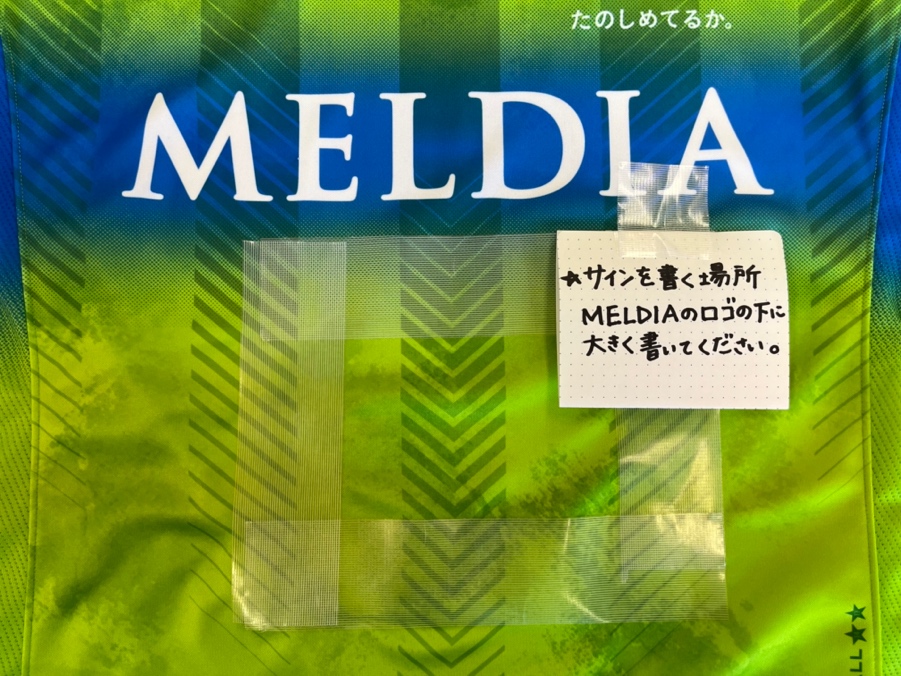 たのしめてるか。
MELDIA
★サインを書く場所
MELDIAのロゴの下に
大きく書いてください。
ALL★★